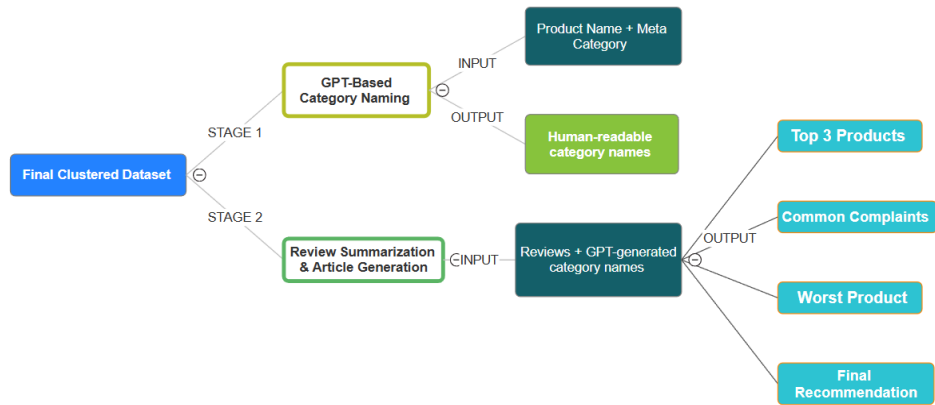 Final Clustered Dataset
STAGE 1
GPT-Based
Category Naming
INPUT
Product Name + Meta
Category
OUTPUT
Human-readable
category names
STAGE 2
Review Summarization
& Article Generation
INPUT
Reviews + GPT-generated
category names
OUTPUT
Top 3 Products
Common Complaints
Worst Product
Final
Recommendation